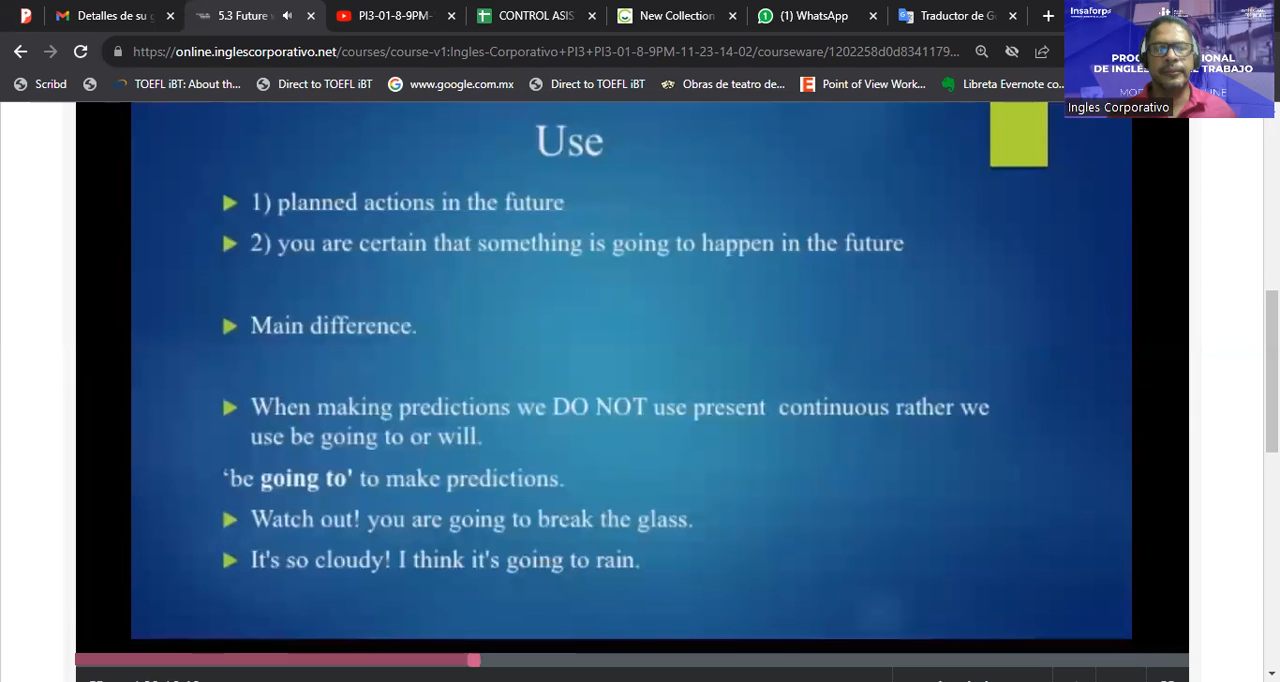 Detalles de su g
5.3 Future
PI3-01-8-9PM-
CONTROL ASIS
New Collection
(1) WhatsApp
Traductor de G
https://online.inglescorporativo.net/courses/course-v1:Ingles-Corporativo+PI3+PI3-01-8-9PM-11-23-14-02/courseware/1202258d0d8341179...
Scribd
TOEFL iBT: About th...
Direct to TOEFL iBT
www.google.com.mx
Direct to TOEFL iBT
Obras de teatro de...
Point of View Work...
Libreta Evernote co...
Insaforp
DE INGLÉS
TRABAJO
Ingles Corporativo
Use
1) planned actions in the future
2) you are certain that something is going to happen in the future
Main difference.
When making predictions we DO NOT use present continuous rather we
use be going to or will.
‘be going to' to make predictions.
Watch out! you are going to break the glass.
It's so cloudy! I think it's going to rain.